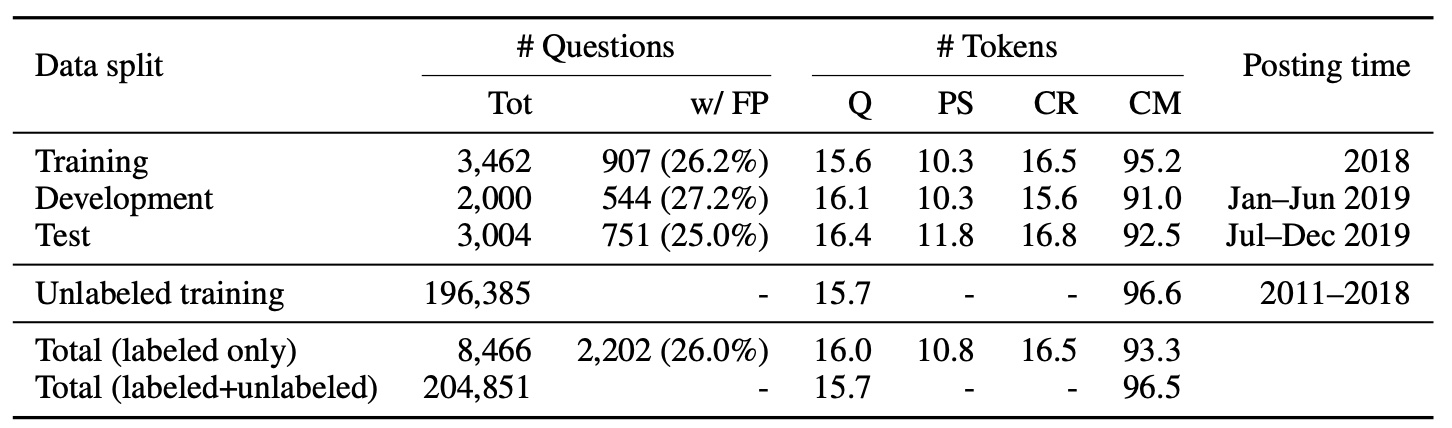 Data split # Questions # Tokens Posting time
Tot w/ FP Q PS CR CM
Training 3,462 907 (26.2%) 15.6 10.3 16.5 95.2 2018
Development 2,000 544 (27.2%) 16.1 10.3 15.6 91.0 Jan–Jun 2019
Test 3,004 751 (25.0%) 16.4 11.8 16.8 92.5 Jul–Dec 2019
Unlabeled training 196,385 - 15.7 - - 96.6 2011–2018
Total (labeled only) 8,466 2,202 (26.0%) 16.0 10.8 16.5 93.3
Total (labeled+unlabeled) 204,851 - 15.7 - - 96.5